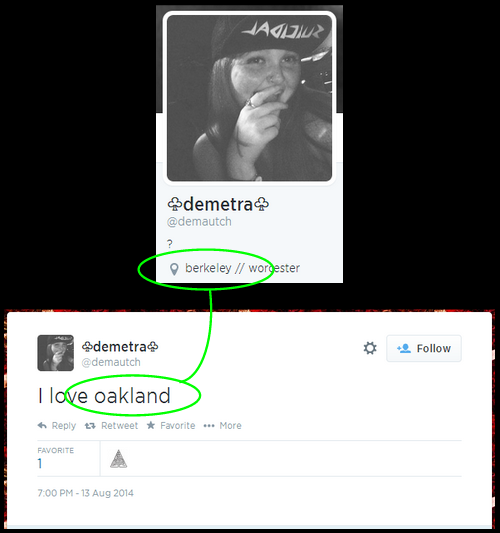 SUICIDAL
♧demetra♧
@demautch
?
berkeley // worcester
♧demetra♧
@demautch
Follow
I love oakland
Reply Retweet Favorite More
FAVORITE
1
7:00 PM - 13 Aug 2014